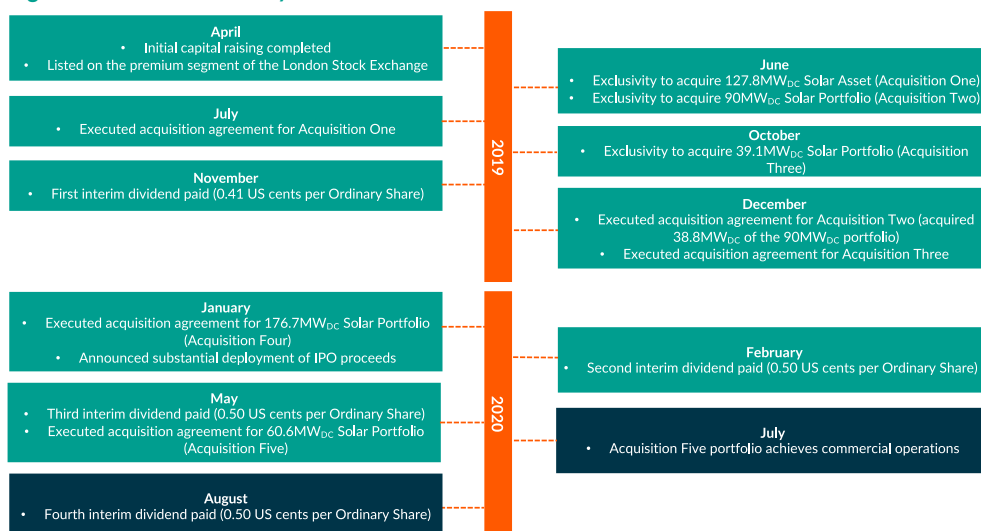 April
• Initial capital raising completed
• Listed on the premium segment of the London Stock Exchange
June
• Exclusivity to acquire 127.8MWDC Solar Asset (Acquisition One)
• Exclusivity to acquire 90MWDC Solar Portfolio (Acquisition Two)
July
• Executed acquisition agreement for Acquisition One
October
• Exclusivity to acquire 39.1MWDC Solar Portfolio (Acquisition
Three)
November
• First interim dividend paid (0.41 US cents per Ordinary Share)
December
• Executed acquisition agreement for Acquisition Two (acquired
38.8MWDC of the 90MWDC portfolio)
• Executed acquisition agreement for Acquisition Three
2019
January
• Executed acquisition agreement for 176.7MWDC Solar Portfolio
(Acquisition Four)
• Announced substantial deployment of IPO proceeds
February
• Second interim dividend paid (0.50 US cents per Ordinary Share)
May
• Third interim dividend paid (0.50 US cents per Ordinary Share)
• Executed acquisition agreement for 60.6MWDC Solar Portfolio
(Acquisition Five)
July
• Acquisition Five portfolio achieves commercial operations
August
• Fourth interim dividend paid (0.50 US cents per Ordinary Share)
2020